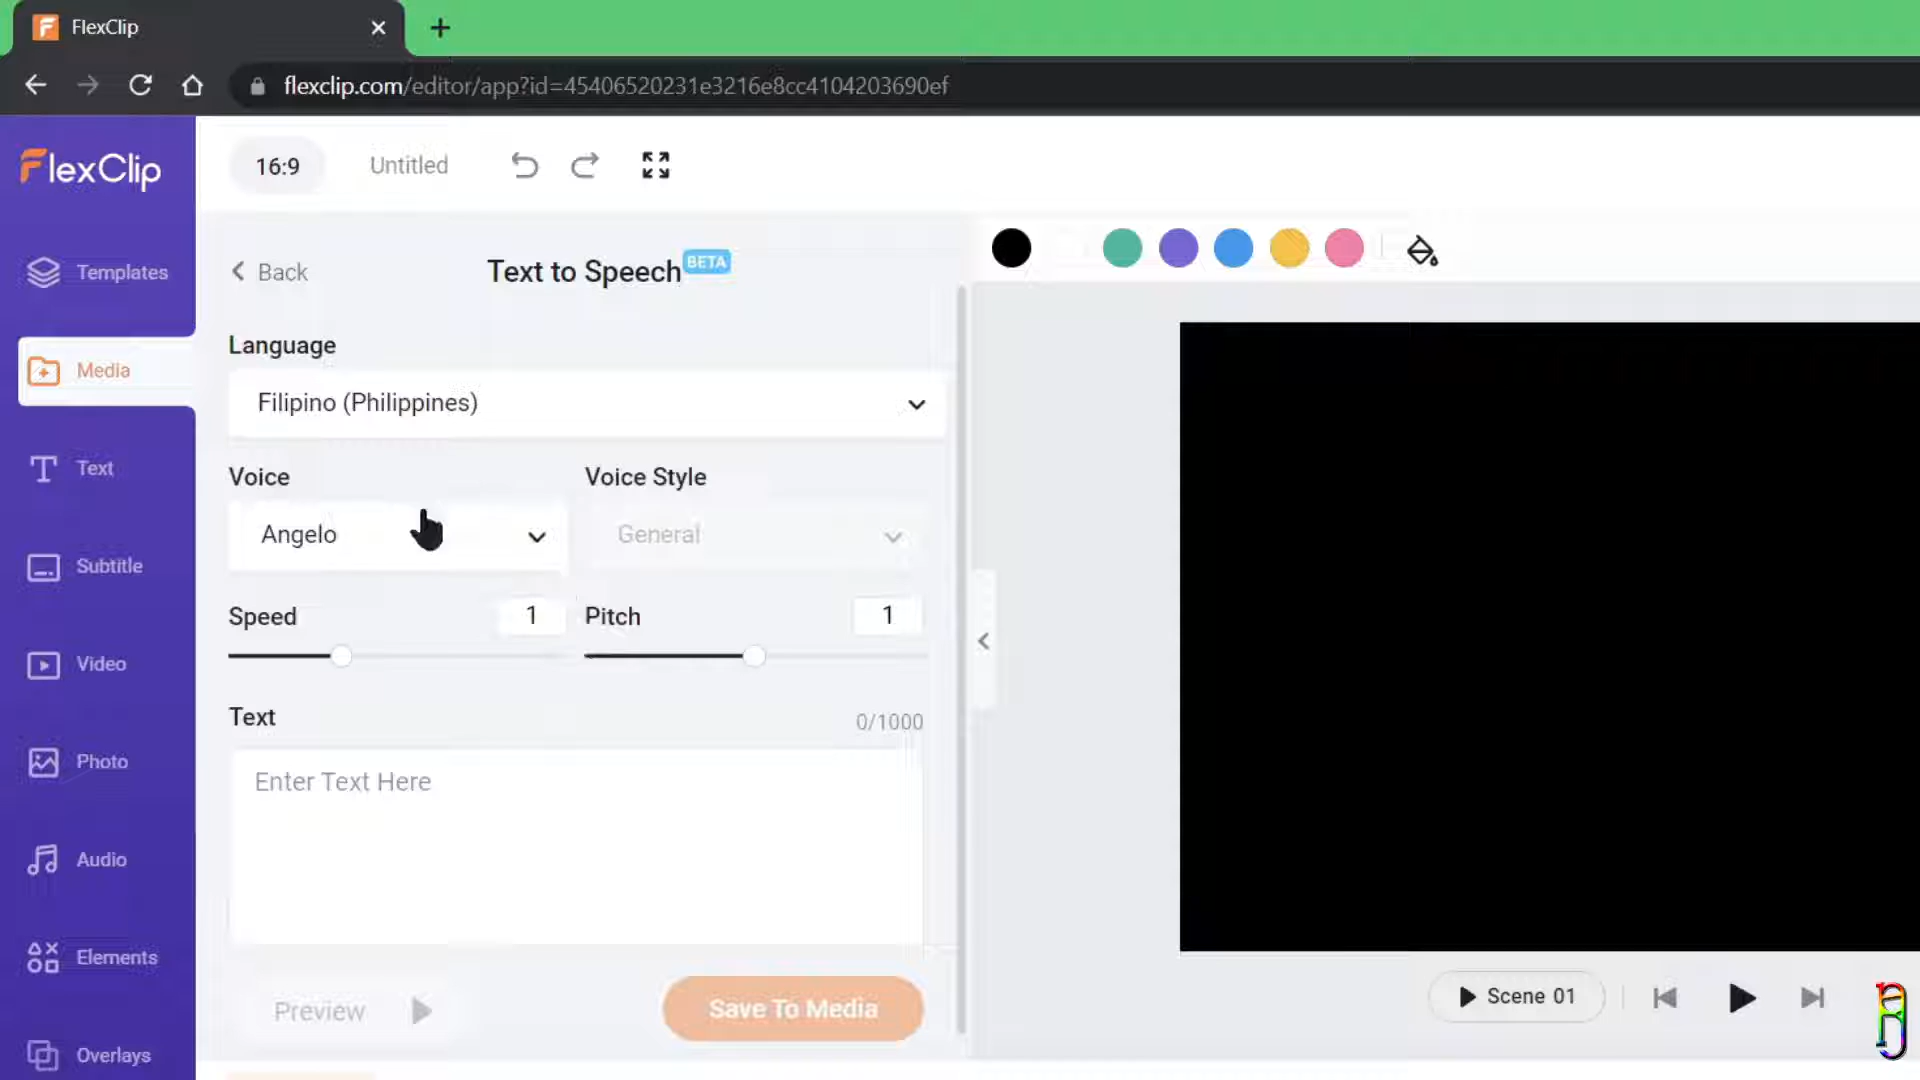 FlexClip
flexclip.com/editor/app?id=45406520231e3216e8cc4104203690ef
FlexClip
16:9
Untitled
Templates
Media
Text
Subtitle
Video
Photo
Audio
Elements
Overlays
Back
Text to Speech
BETA
Language
Filipino (Philippines)
Voice
Voice Style
Angelo
General
Speed
1
Pitch
1
Text
0/1000
Enter Text Here
Preview
Save To Media
Scene 01